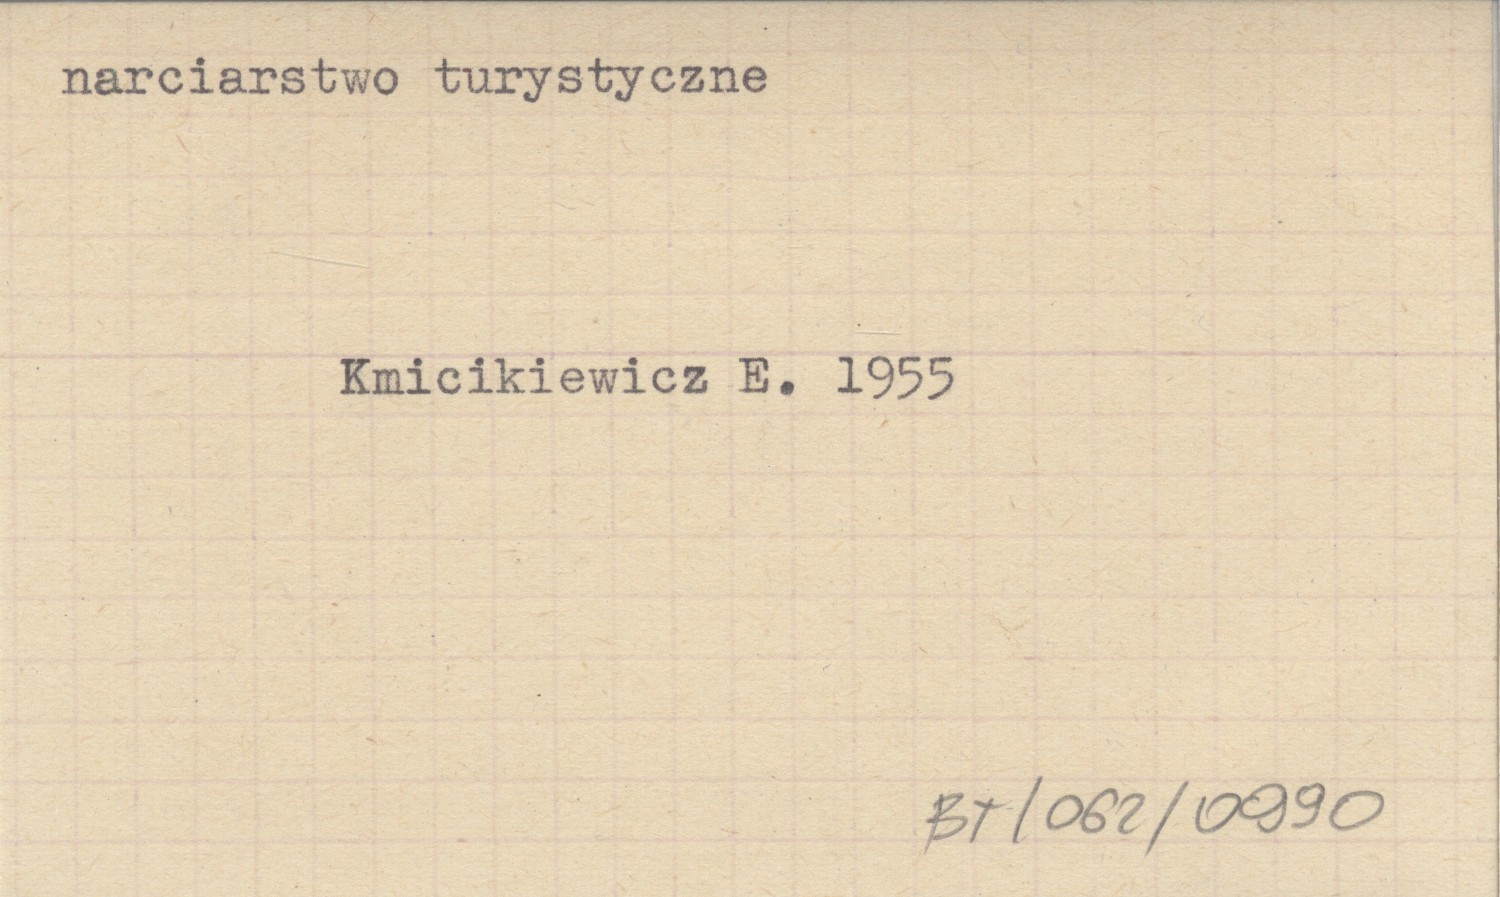 narciarstwo turystyczne
Kmicikiewicz E. 1955
BT/062/0990